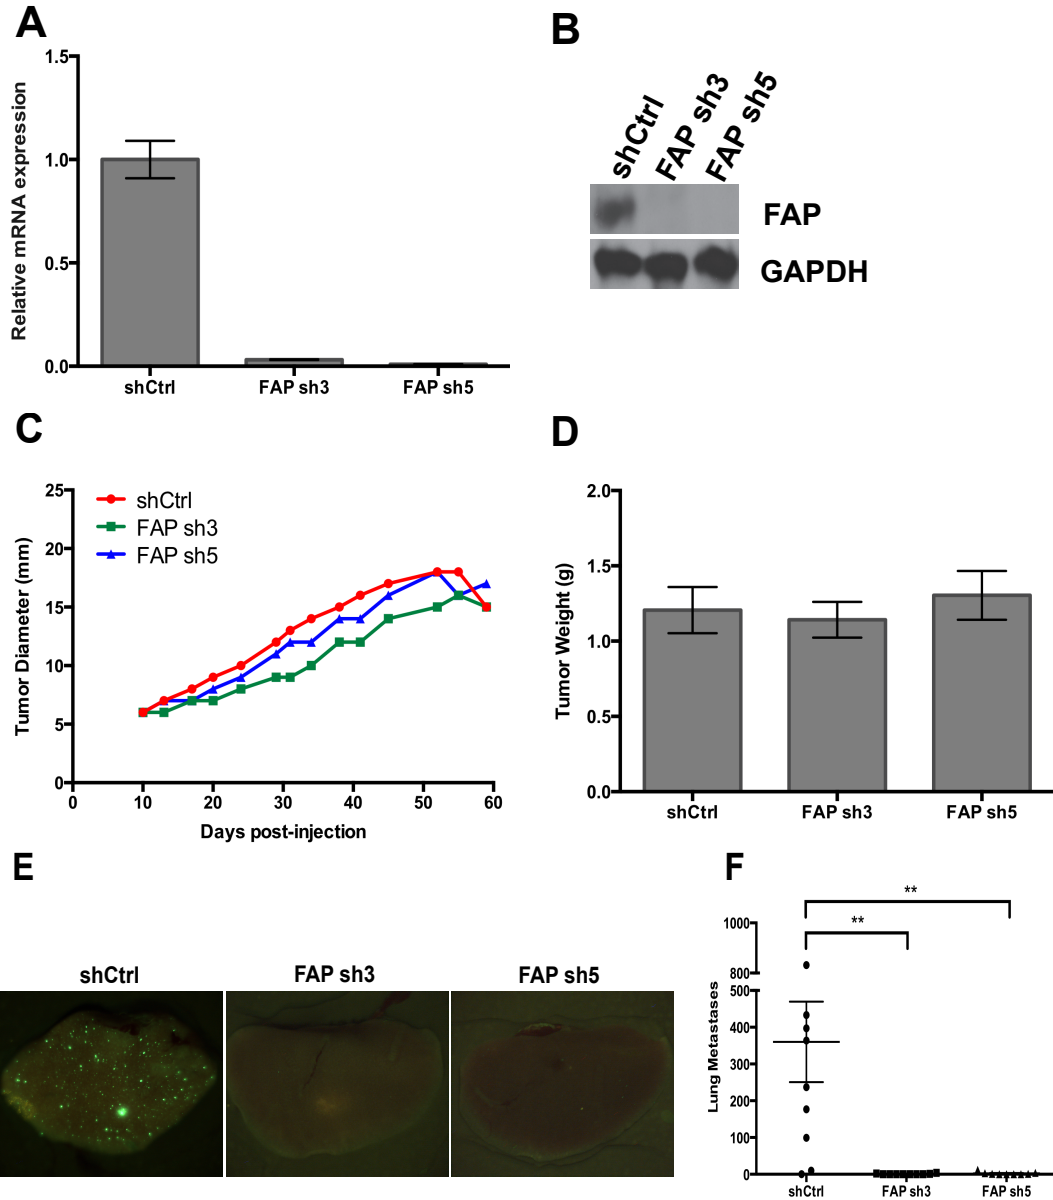 A
Relative mRNA expression
1.5
1.0
0.5
0.0
shCtrl FAP sh3 FAP sh5
B
shCtrl FAP sh3 FAP sh5
FAP
GAPDH
C
Tumor Diameter (mm)
25
20
15
10
5
0
shCtrl
FAP sh3
FAP sh5
0 10 20 30 40 50 60
Days post-injection
D
Tumor Weight (g)
2.0
1.5
1.0
0.5
0.0
shCtrl FAP sh3 FAP sh5
E
shCtrl FAP sh3 FAP sh5
F
Lung Metastases
**
**
1000
800
500
400
300
200
100
0
shCtrl FAP sh3 FAP sh5